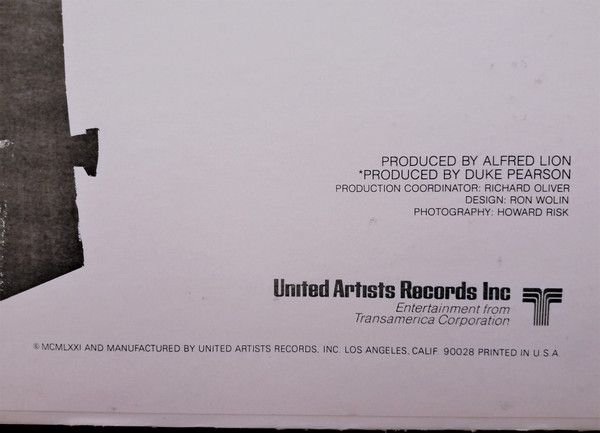 PRODUCED BY ALFRED LION
*PRODUCED BY DUKE PEARSON
PRODUCTION COORDINATOR: RICHARD OLIVER
DESIGN: RON WOLIN
PHOTOGRAPHY: HOWARD RISK
United Artists Records Inc
Entertainment from
Transamerica Corporation
© MCMLXXI AND MANUFACTURED BY UNITED ARTISTS RECORDS, INC. LOS ANGELES, CALIF. 90028 PRINTED IN U.S.A.